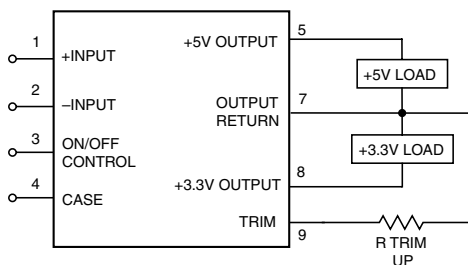 1
+INPUT
2
–INPUT
3
ON/OFF
CONTROL
4
CASE
+5V OUTPUT
5
OUTPUT
RETURN
7
+3.3V OUTPUT
8
TRIM
9
+5V LOAD
+3.3V LOAD
R TRIM
UP